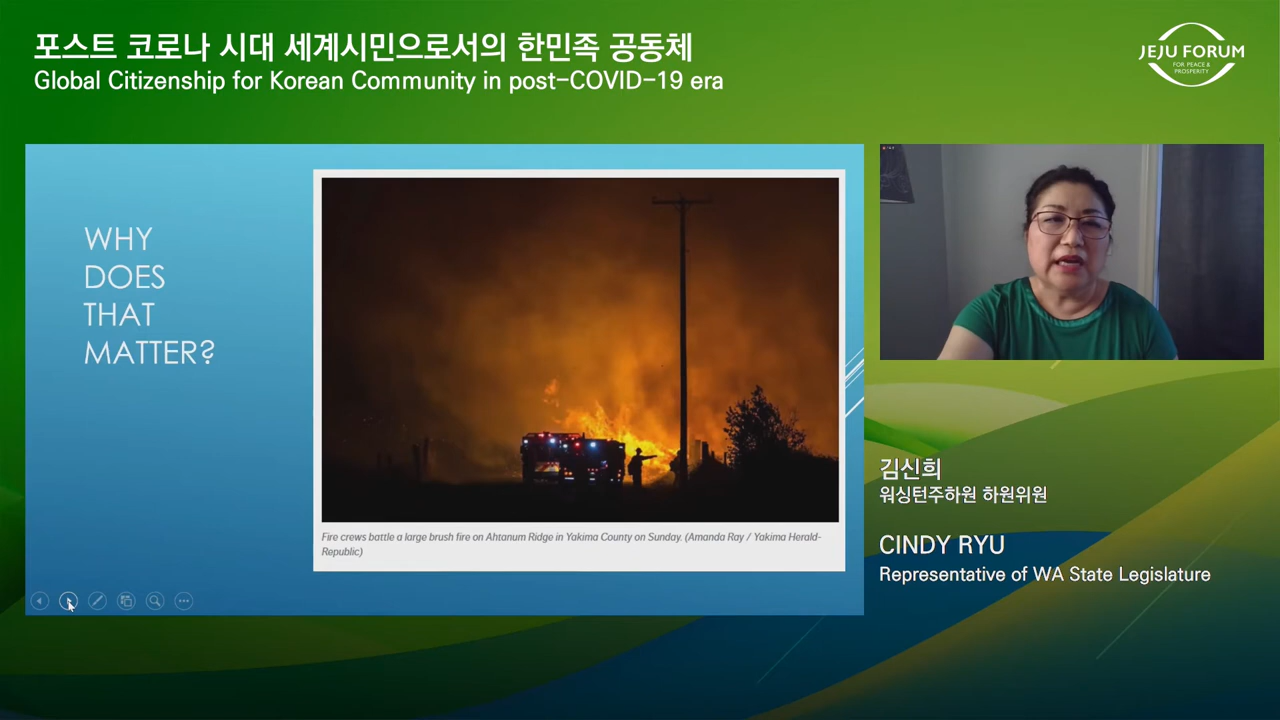 포스트 코로나 시대 세계시민으로서의 한민족 공동체
Global Citizenship for Korean Community in post-COVID-19 era
JEJU FORUM
FOR PEACE &
PROSPERITY
WHY
DOES
THAT
MATTER?
Fire crews battle a large brush fire on Ahtanum Ridge in Yakima County on Sunday. (Amanda Ray / Yakima Herald-
Republic)
김신희
워싱턴주하원 하원위원
CINDY RYU
Representative of WA State Legislature